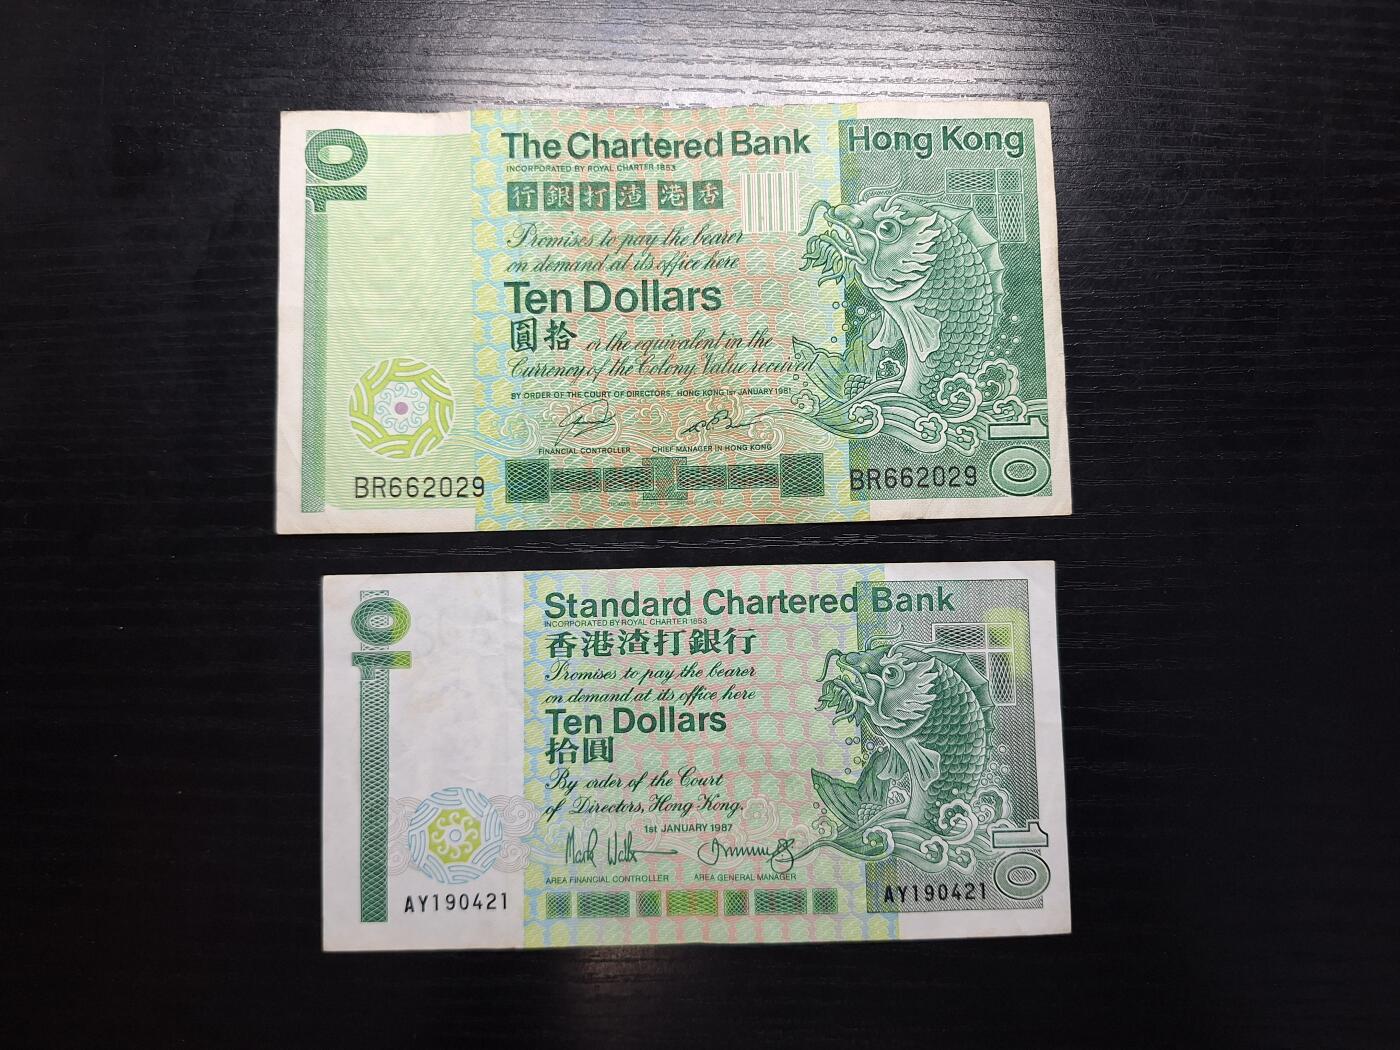 10
The Chartered Bank
Hong Kong
INCORPORATED BY ROYAL CHARTER 1853
行銀打渣 港香
Promises to pay the bearer
on demand at its office here
Ten Dollars
圓拾 or the equivalent in the
Currency of the Colony Value received
BY ORDER OF THE COURT OF DIRECTORS, HONG KONG 1ST JANUARY 1981
FINANCIAL CONTROLLER CHIEF MANAGER IN HONG KONG
BR662029
BR662029
10
10
Standard Chartered Bank
INCORPORATED BY ROYAL CHARTER 1853
香港渣打銀行
Promises to pay the bearer
on demand at its office here
Ten Dollars
拾圓
By order of the Court
of Directors, Hong Kong.
1st JANUARY 1987
AREA FINANCIAL CONTROLLER AREA GENERAL MANAGER
AY190421
AY190421
10